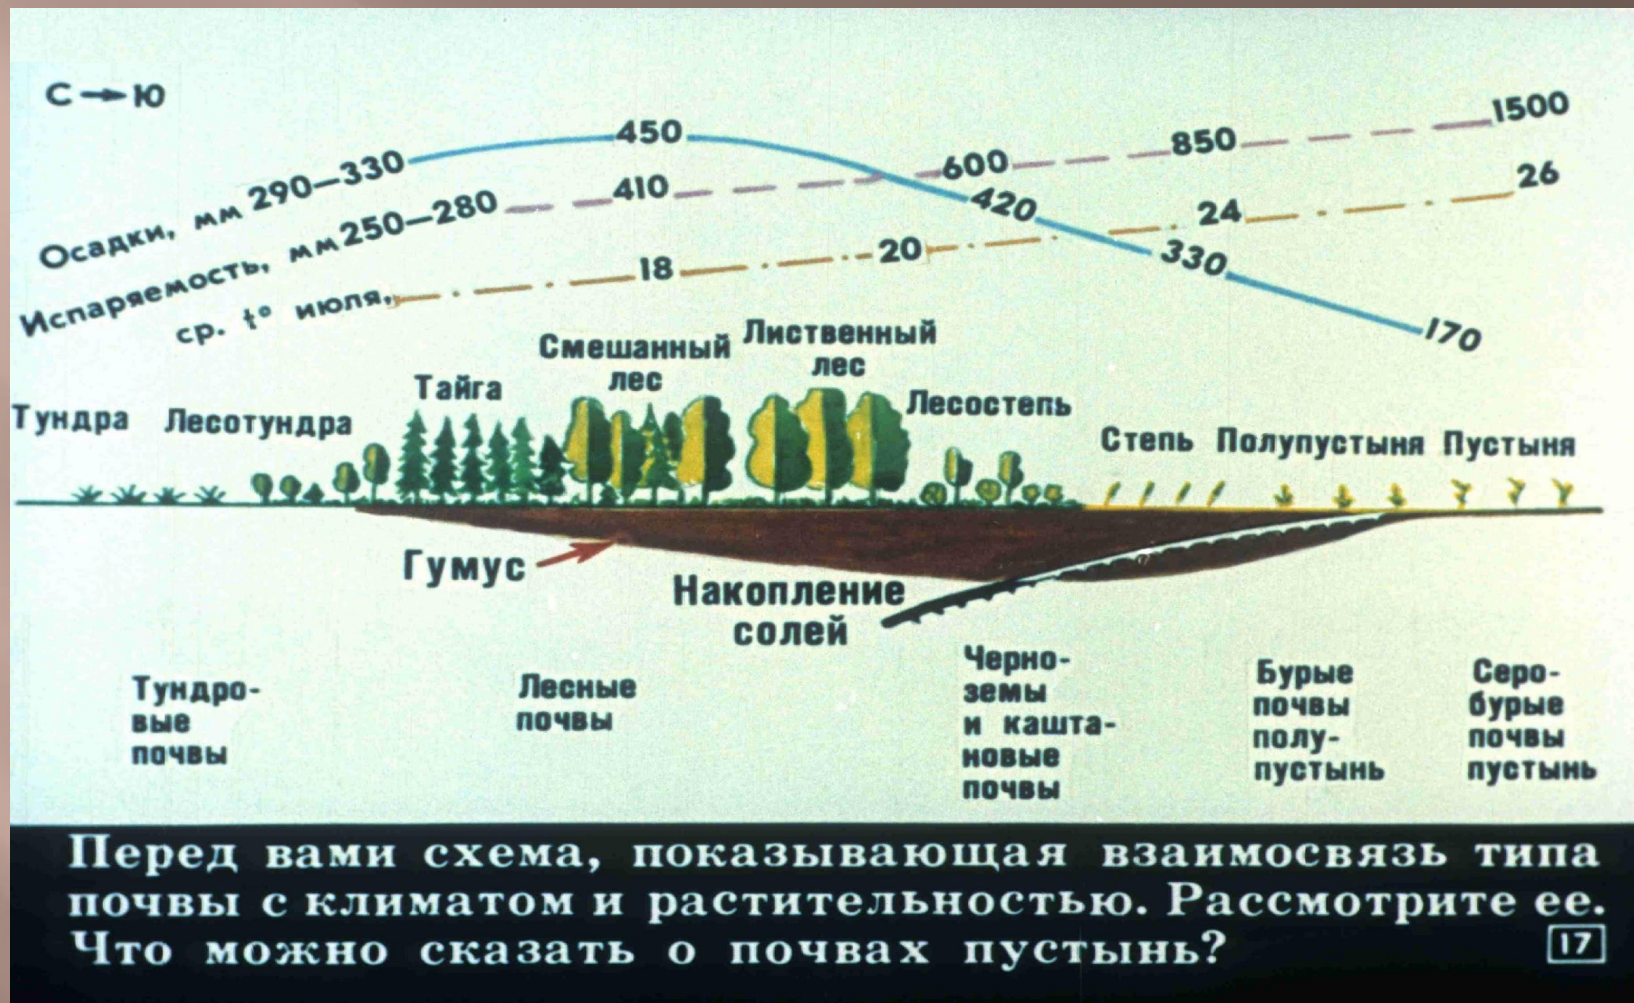 С → Ю
Осадки, мм 290—330 450 420 330 170
Испаряемость, мм 250—280 410 600 850 1500
ср. t° июля, 18 20 24 26
Тундра Лесотундра Тайга
Смешанный
лес
Лиственный
лес
Лесостепь
Степь Полупустыня Пустыня
Гумус
Накопление
солей
Тундро-
вые
почвы
Лесные
почвы
Черно-
земы
и кашта-
новые
почвы
Бурые
почвы
полу-
пустынь
Серо-
бурые
почвы
пустынь
Перед вами схема, показывающая взаимосвязь типа
почвы с климатом и растительностью. Рассмотрите ее.
Что можно сказать о почвах пустынь?
17